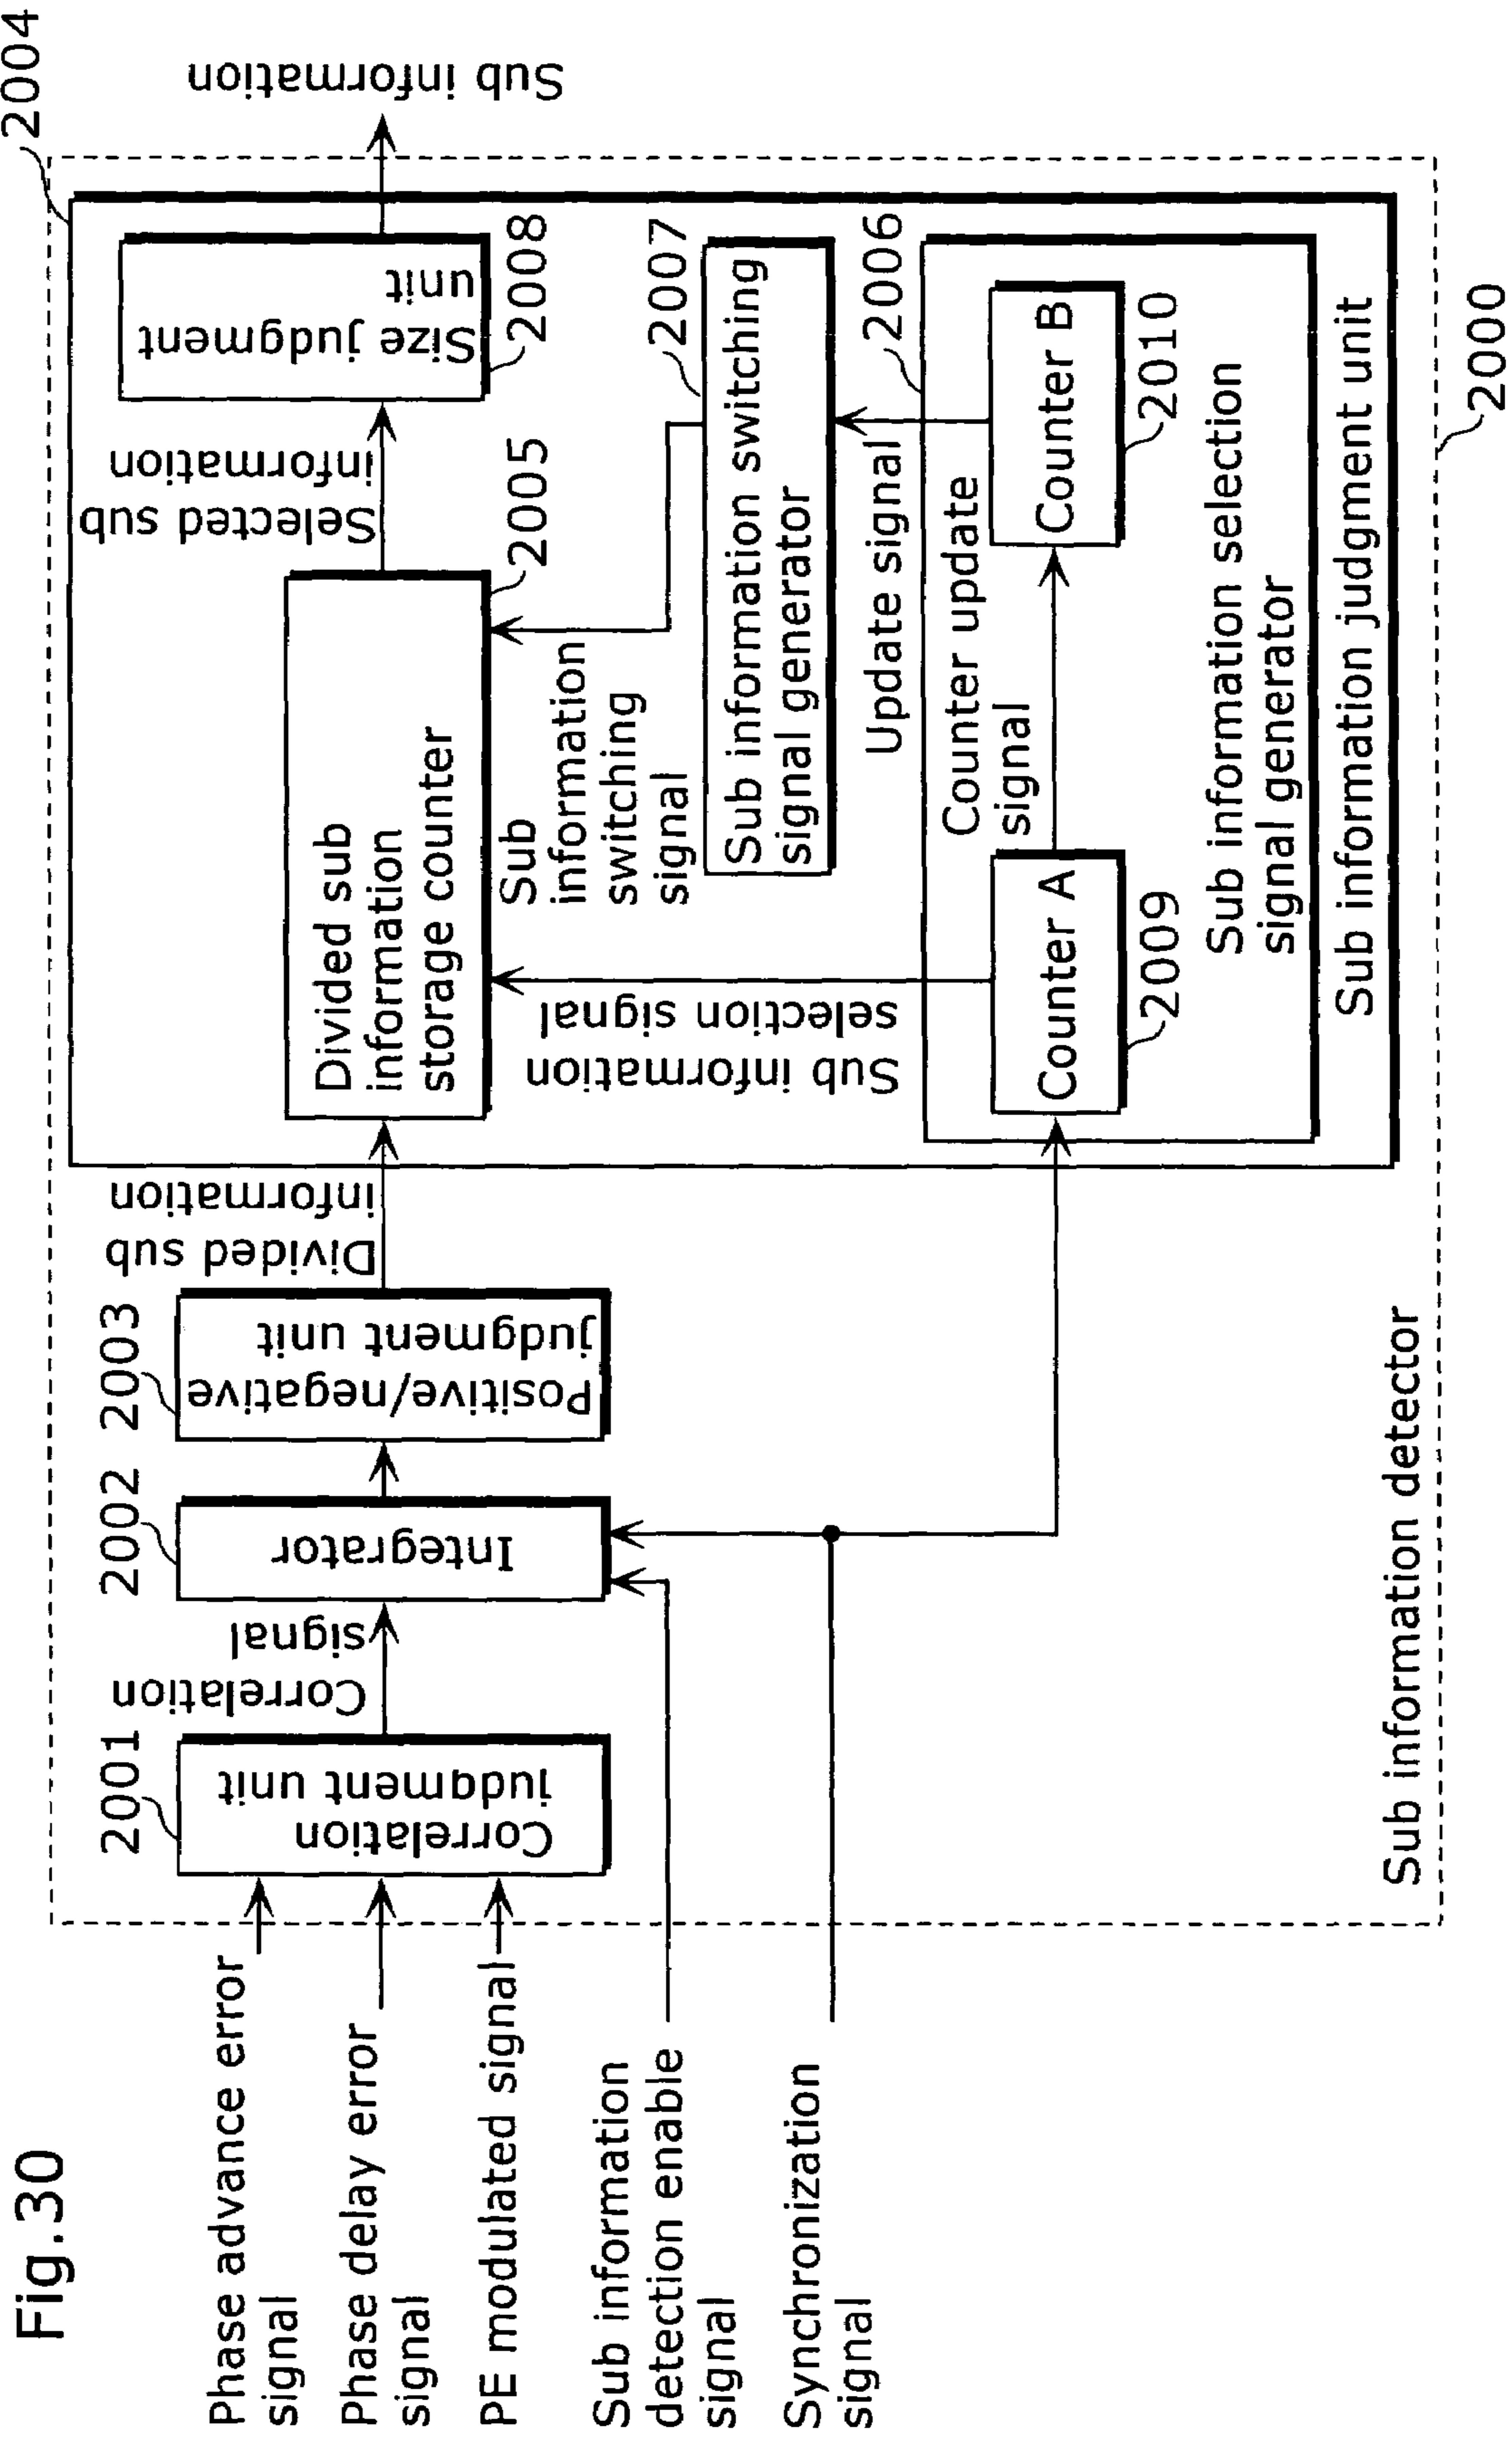 Fig.30
2004
Sub information
2001
2002
2003
Correlation
judgment unit
Correlation
signal
Integrator
Positive/negative
judgment unit
Divided sub
information
Divided sub
information
storage counter
2005
Selected sub
information
Size judgment
unit
2008
Phase advance error
signal
Phase delay error
signal
PE modulated signal
Sub information
detection enable
signal
Synchronization
signal
Sub information
selection signal
Sub
information
switching
signal
2007
Sub information switching
signal generator
Update signal
2006
Counter update
signal
Counter A
2009
Counter B
2010
Sub information selection
signal generator
Sub information judgment unit
Sub information detector
2000